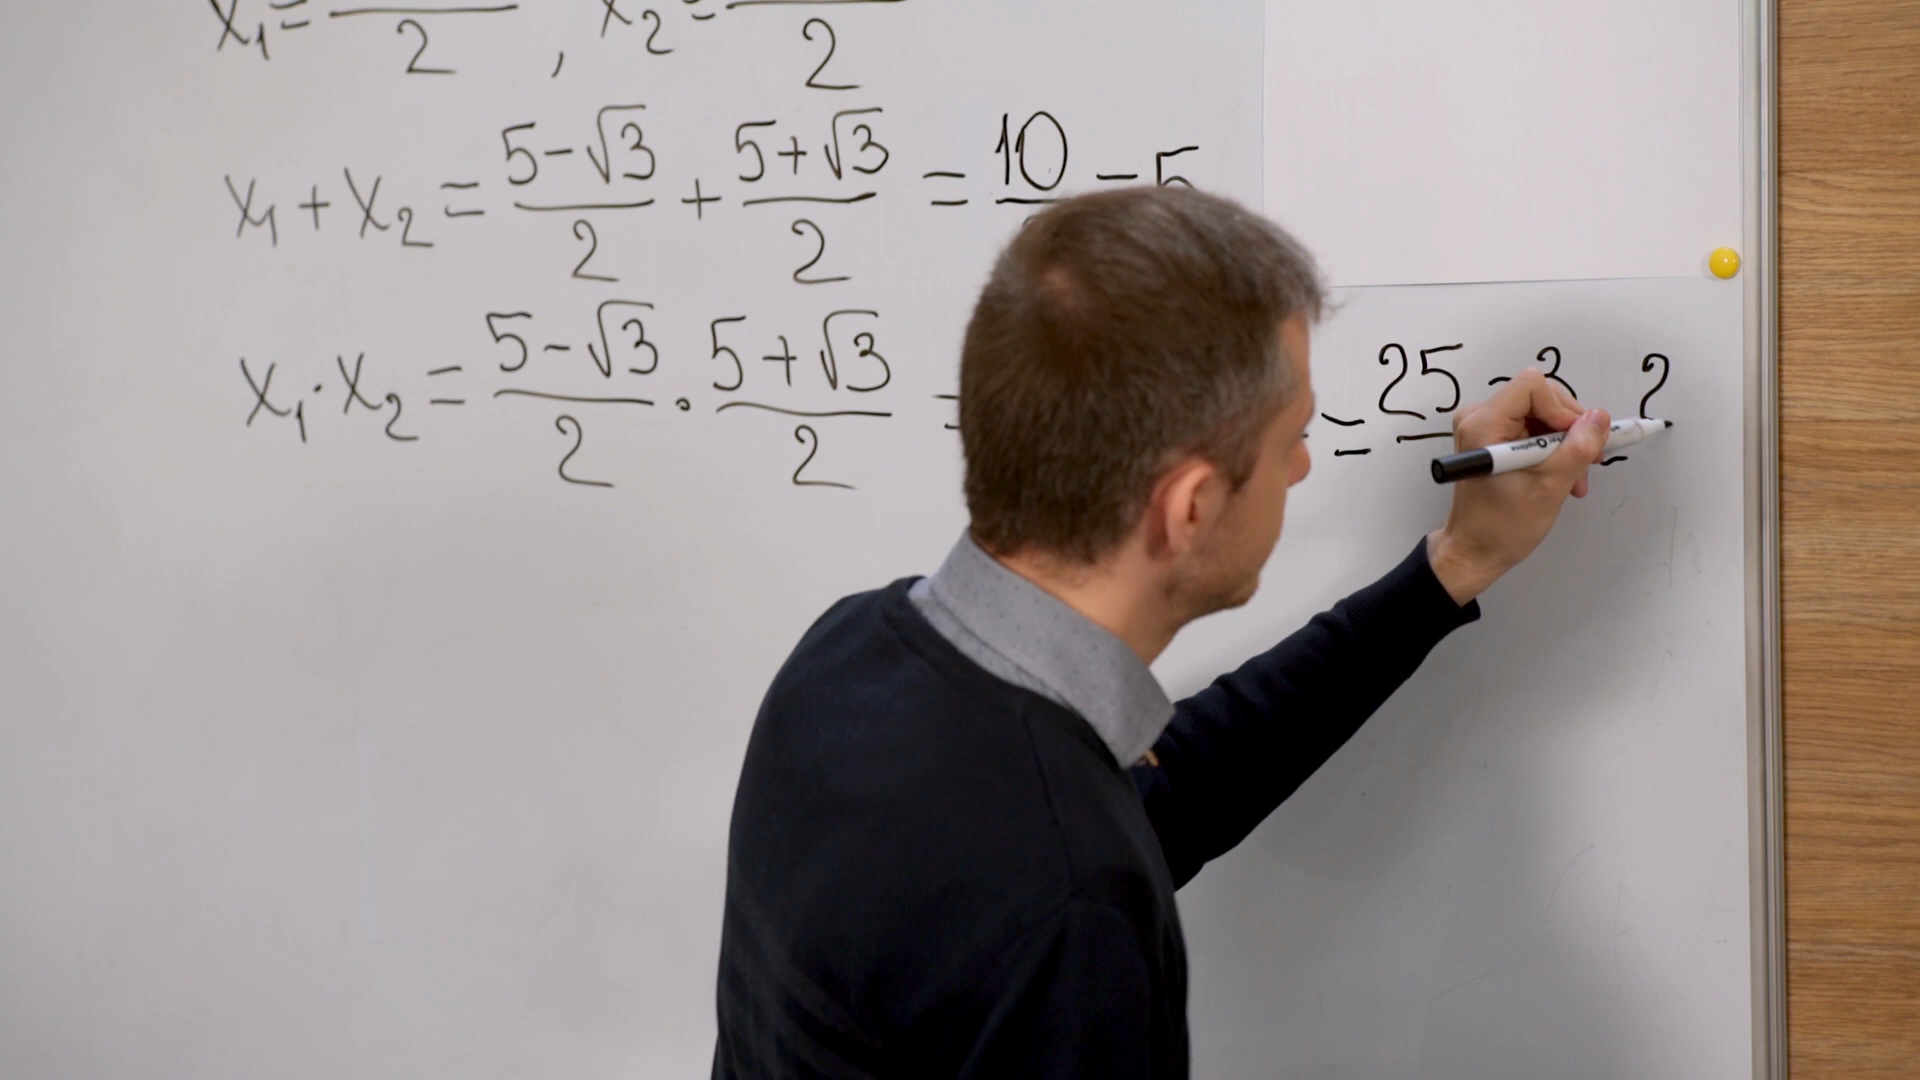 x₁ = —/2 , x₂ = —/2
x₁ + x₂ = (5-√3)/2 + (5+√3)/2 = 10/ = 5
x₁ · x₂ = (5-√3)/2 · (5+√3)/2 = = 25-3 = 2